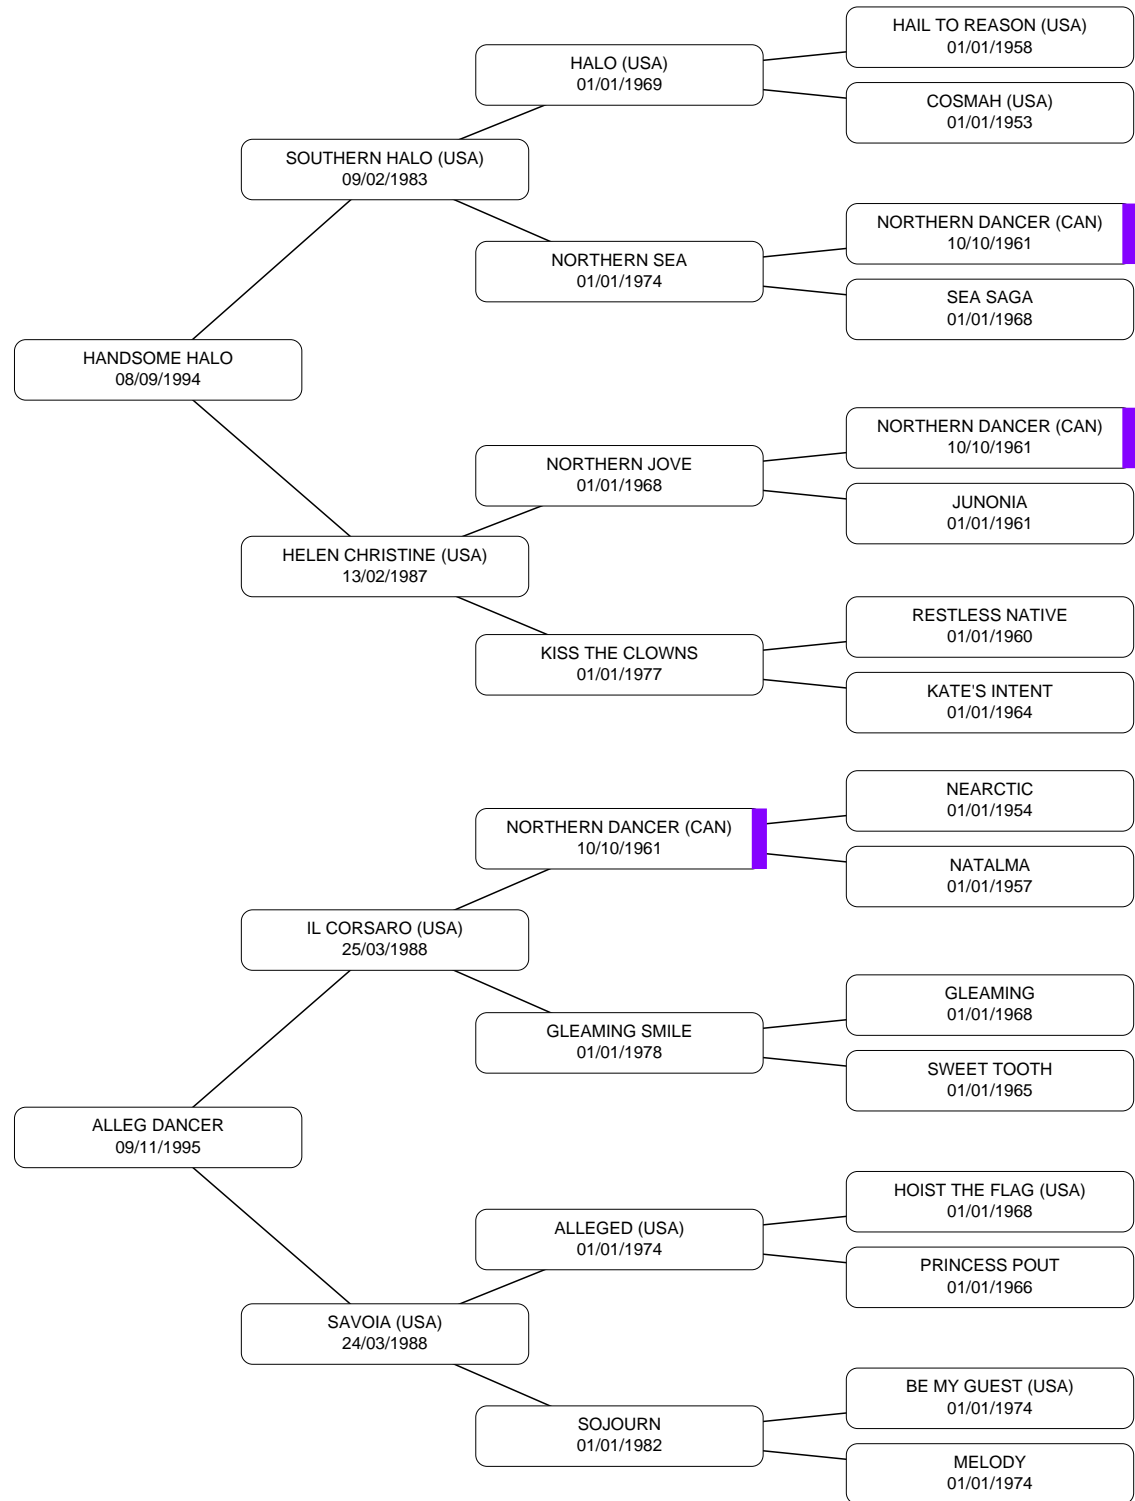 HAIL TO REASON (USA)
01/01/1958
HALO (USA)
01/01/1969
COSMAH (USA)
01/01/1953
SOUTHERN HALO (USA)
09/02/1983
NORTHERN DANCER (CAN)
10/10/1961
NORTHERN SEA
01/01/1974
SEA SAGA
01/01/1968
HANDSOME HALO
08/09/1994
NORTHERN DANCER (CAN)
10/10/1961
NORTHERN JOVE
01/01/1968
JUNONIA
01/01/1961
HELEN CHRISTINE (USA)
13/02/1987
RESTLESS NATIVE
01/01/1960
KISS THE CLOWNS
01/01/1977
KATE'S INTENT
01/01/1964
NEARCTIC
01/01/1954
NORTHERN DANCER (CAN)
10/10/1961
NATALMA
01/01/1957
IL CORSARO (USA)
25/03/1988
GLEAMING
01/01/1968
GLEAMING SMILE
01/01/1978
SWEET TOOTH
01/01/1965
ALLEG DANCER
09/11/1995
HOIST THE FLAG (USA)
01/01/1968
ALLEGED (USA)
01/01/1974
PRINCESS POUT
01/01/1966
SAVOIA (USA)
24/03/1988
BE MY GUEST (USA)
01/01/1974
SOJOURN
01/01/1982
MELODY
01/01/1974